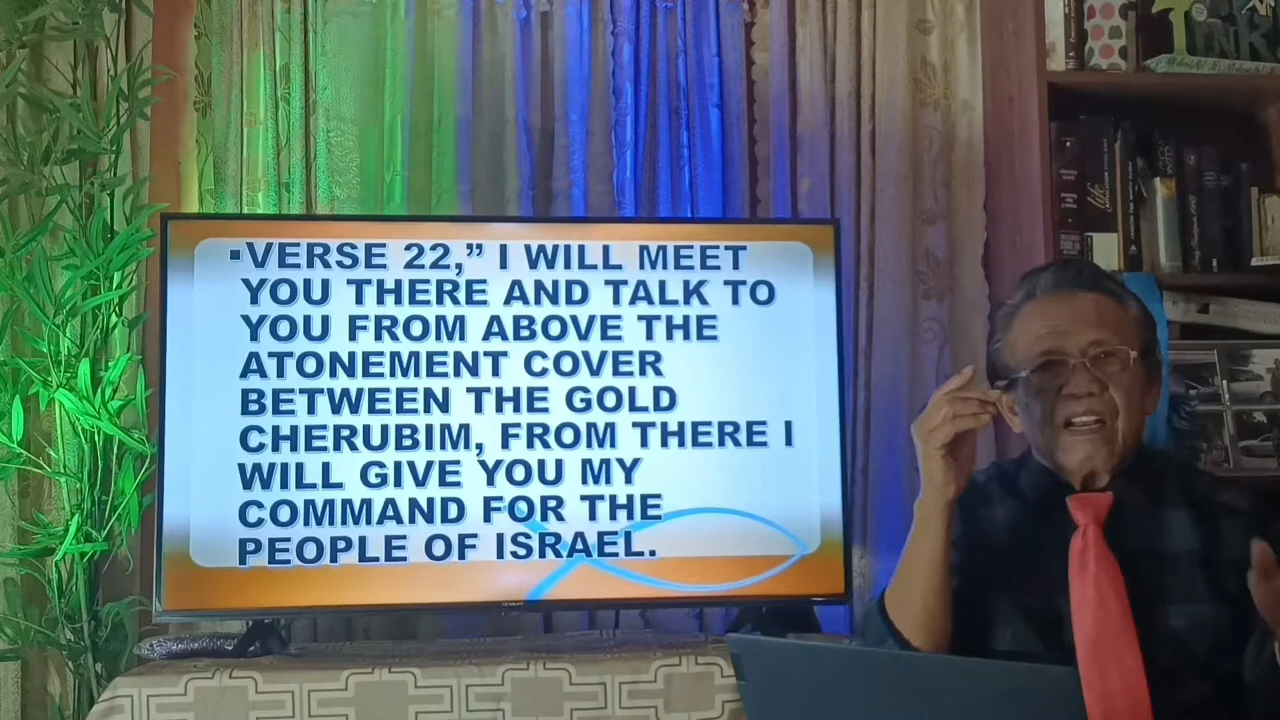 ▪VERSE 22,” I WILL MEET
YOU THERE AND TALK TO
YOU FROM ABOVE THE
ATONEMENT COVER
BETWEEN THE GOLD
CHERUBIM, FROM THERE I
WILL GIVE YOU MY
COMMAND FOR THE
PEOPLE OF ISRAEL.
life